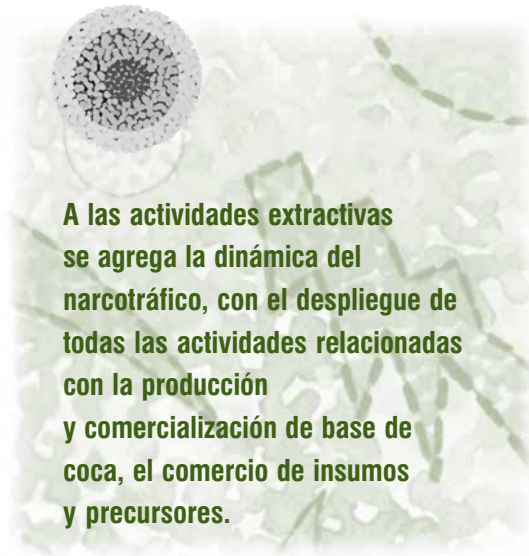 A las actividades extractivas
se agrega la dinámica del
narcotráfico, con el despliegue de
todas las actividades relacionadas
con la producción
y comercialización de base de
coca, el comercio de insumos
y precursores.